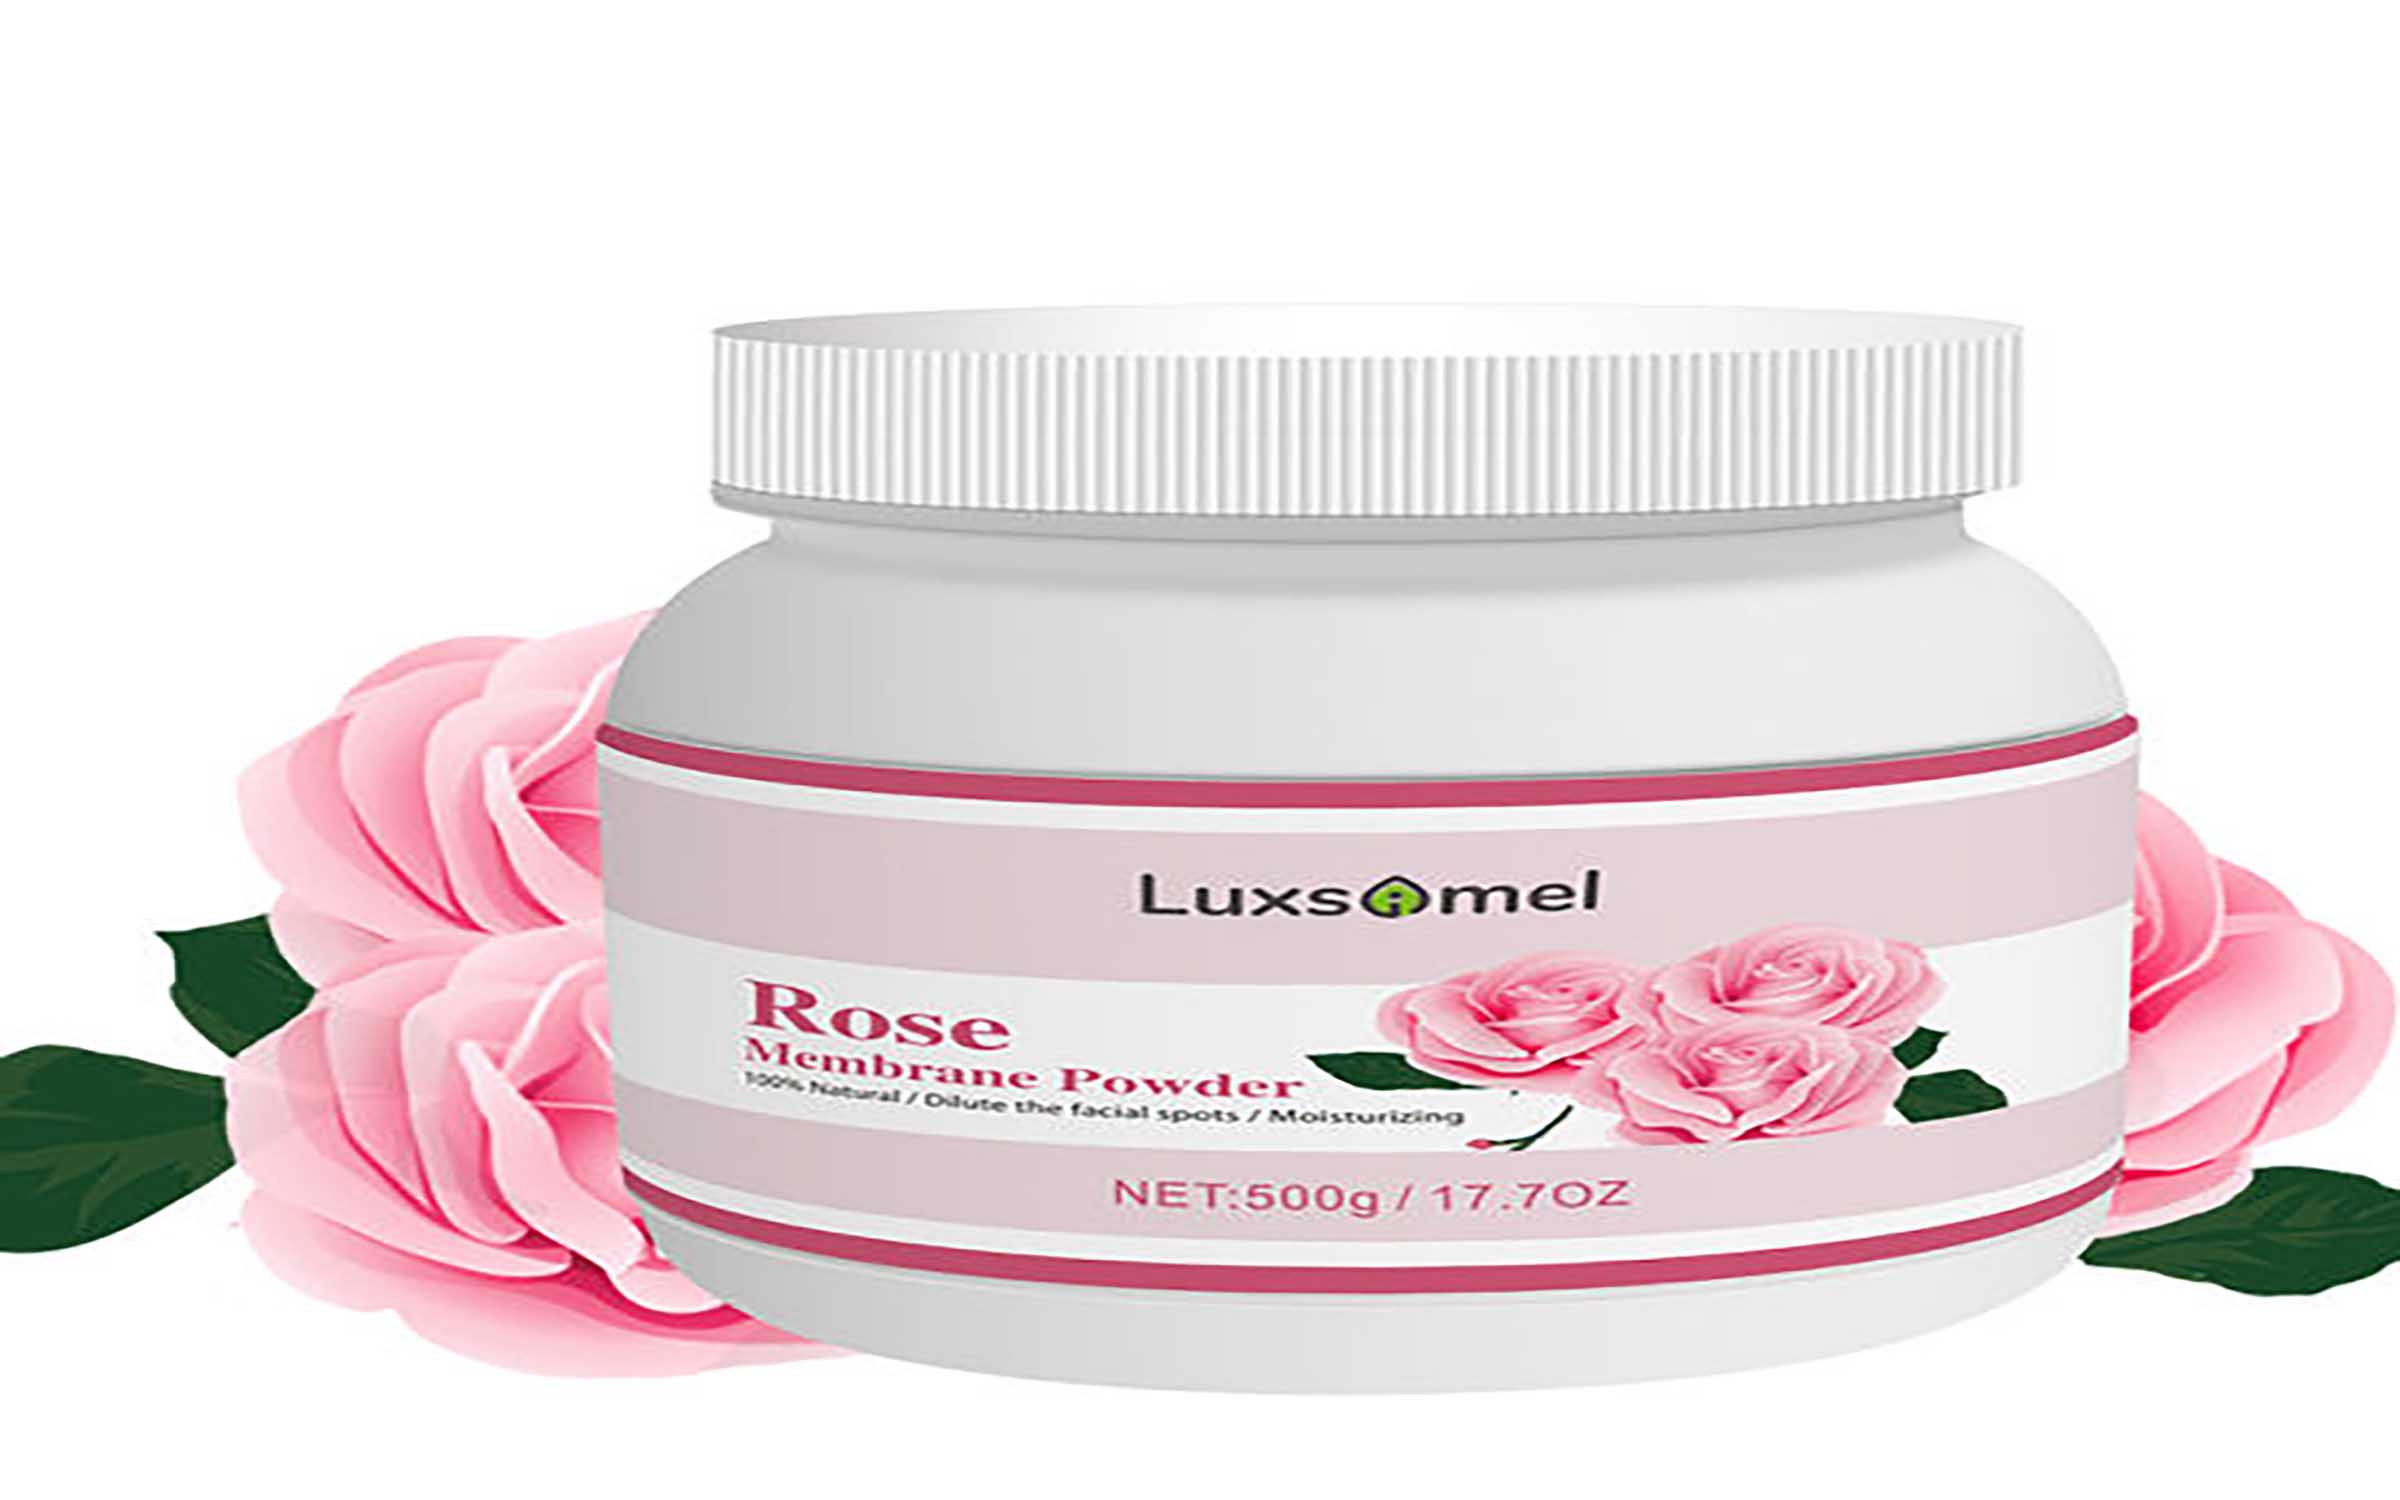 Luxsimel
Rose
Membrane Powder
100% Natural / Dilute the facial spots / Moisturizing
NET:500g / 17.7OZ